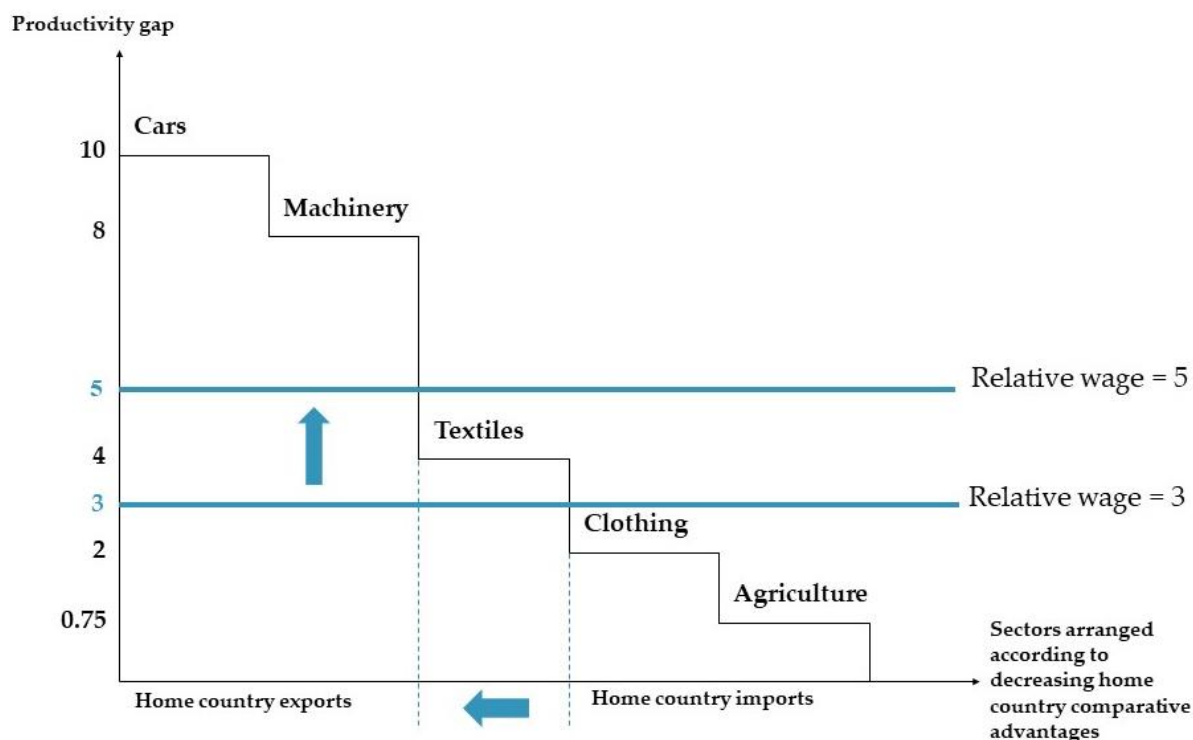 Productivity gap
Cars
10
Machinery
8
5
Relative wage = 5
Textiles
4
3
Relative wage = 3
Clothing
2
Agriculture
0.75
Sectors arranged
according to
decreasing home
country comparative
advantages
Home country exports
Home country imports